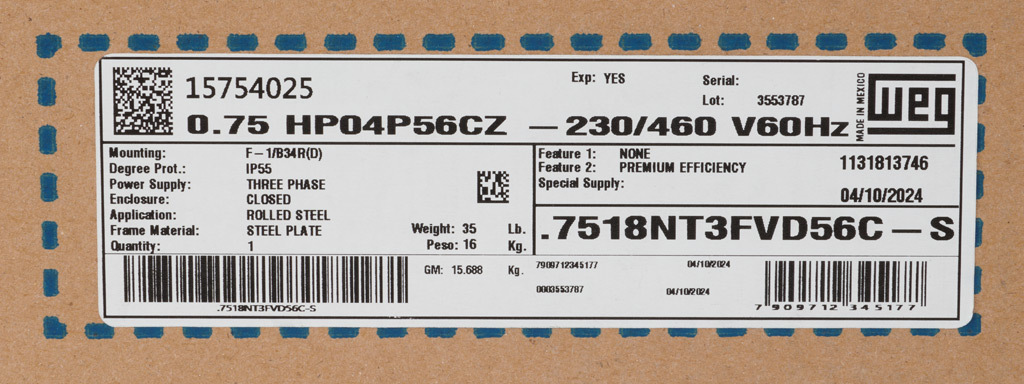 15754025
Exp: YES
Serial:
Lot: 3553787
MADE IN MEXICO
WEG
0.75 HP04P56CZ – 230/460 V60Hz
Mounting: F-1/B34R(D)
Degree Prot.: IP55
Power Supply: THREE PHASE
Enclosure: CLOSED
Application: ROLLED STEEL
Frame Material: STEEL PLATE
Quantity: 1
Weight: 35 Lb.
Peso: 16 Kg.
Feature 1: NONE
Feature 2: PREMIUM EFFICIENCY
Special Supply:
1131813746
04/10/2024
.7518NT3FVD56C – S
.7518NT3FVD56C-S
GM: 15.688 Kg.
7909712345177 04/10/2024
0003553787 04/10/2024
7 909712 345177